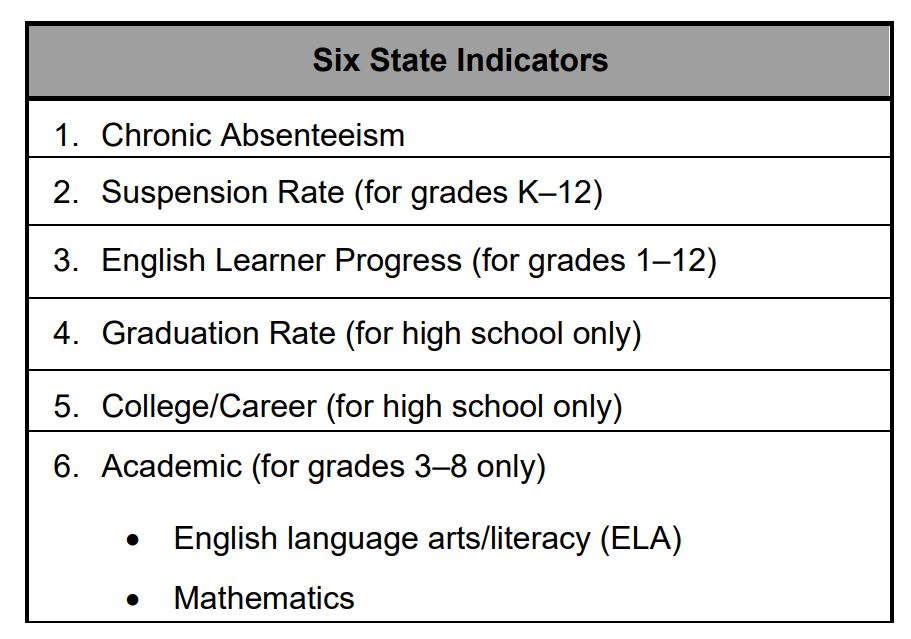 Six State Indicators
1. Chronic Absenteeism
2. Suspension Rate (for grades K–12)
3. English Learner Progress (for grades 1–12)
4. Graduation Rate (for high school only)
5. College/Career (for high school only)
6. Academic (for grades 3–8 only)
• English language arts/literacy (ELA)
• Mathematics